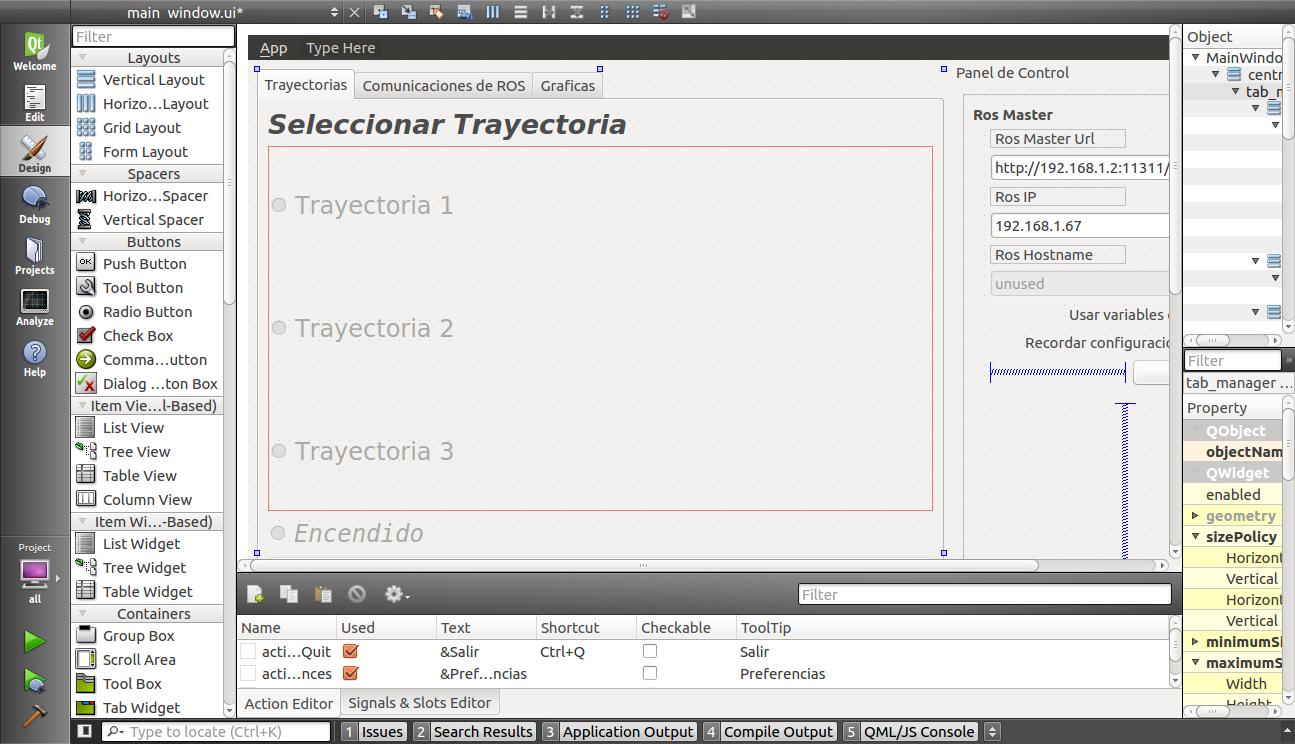 main_window.ui*
Welcome
Edit
Design
Debug
Projects
Analyze
Help
Project
all
Filter
Layouts
Vertical Layout
Horizo...Layout
Grid Layout
Form Layout
Spacers
Horizo...Spacer
Vertical Spacer
Buttons
OK
Push Button
Tool Button
Radio Button
Check Box
Comma...utton
Dialog ...ton Box
Item Vie...l-Based)
List View
Tree View
Table View
Column View
Item Wi...-Based)
List Widget
Tree Widget
Table Widget
Containers
Group Box
Scroll Area
Tool Box
Tab Widget
App Type Here
Trayectorias Comunicaciones de ROS Graficas
Seleccionar Trayectoria
Trayectoria 1
Trayectoria 2
Trayectoria 3
Encendido
Panel de Control
Ros Master
Ros Master Url
http://192.168.1.2:11311/
Ros IP
192.168.1.67
Ros Hostname
unused
Usar variables
Recordar configuracio
Filter
Name Used Text Shortcut Checkable ToolTip
acti...Quit &Salir Ctrl+Q Salir
acti...nces &Pref...ncias Preferencias
Action Editor Signals & Slots Editor
Object
MainWindo
centr
tab_m
Filter
tab_manager ...
Property
QObject
objectNam
QWidget
enabled
geometry
sizePolicy
Horizont
Vertical
Horizont
Vertical
minimumSi
maximumS
Width
Height
Type to locate (Ctrl+K)
1 Issues 2 Search Results 3 Application Output 4 Compile Output 5 QML/JS Console